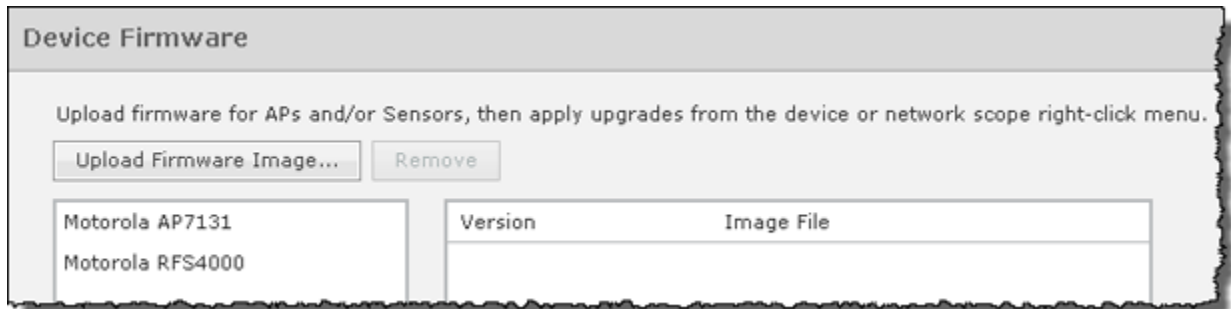 Device Firmware
Upload firmware for APs and/or Sensors, then apply upgrades from the device or network scope right-click menu.
Upload Firmware Image... Remove
Motorola AP7131 Version Image File
Motorola RFS4000